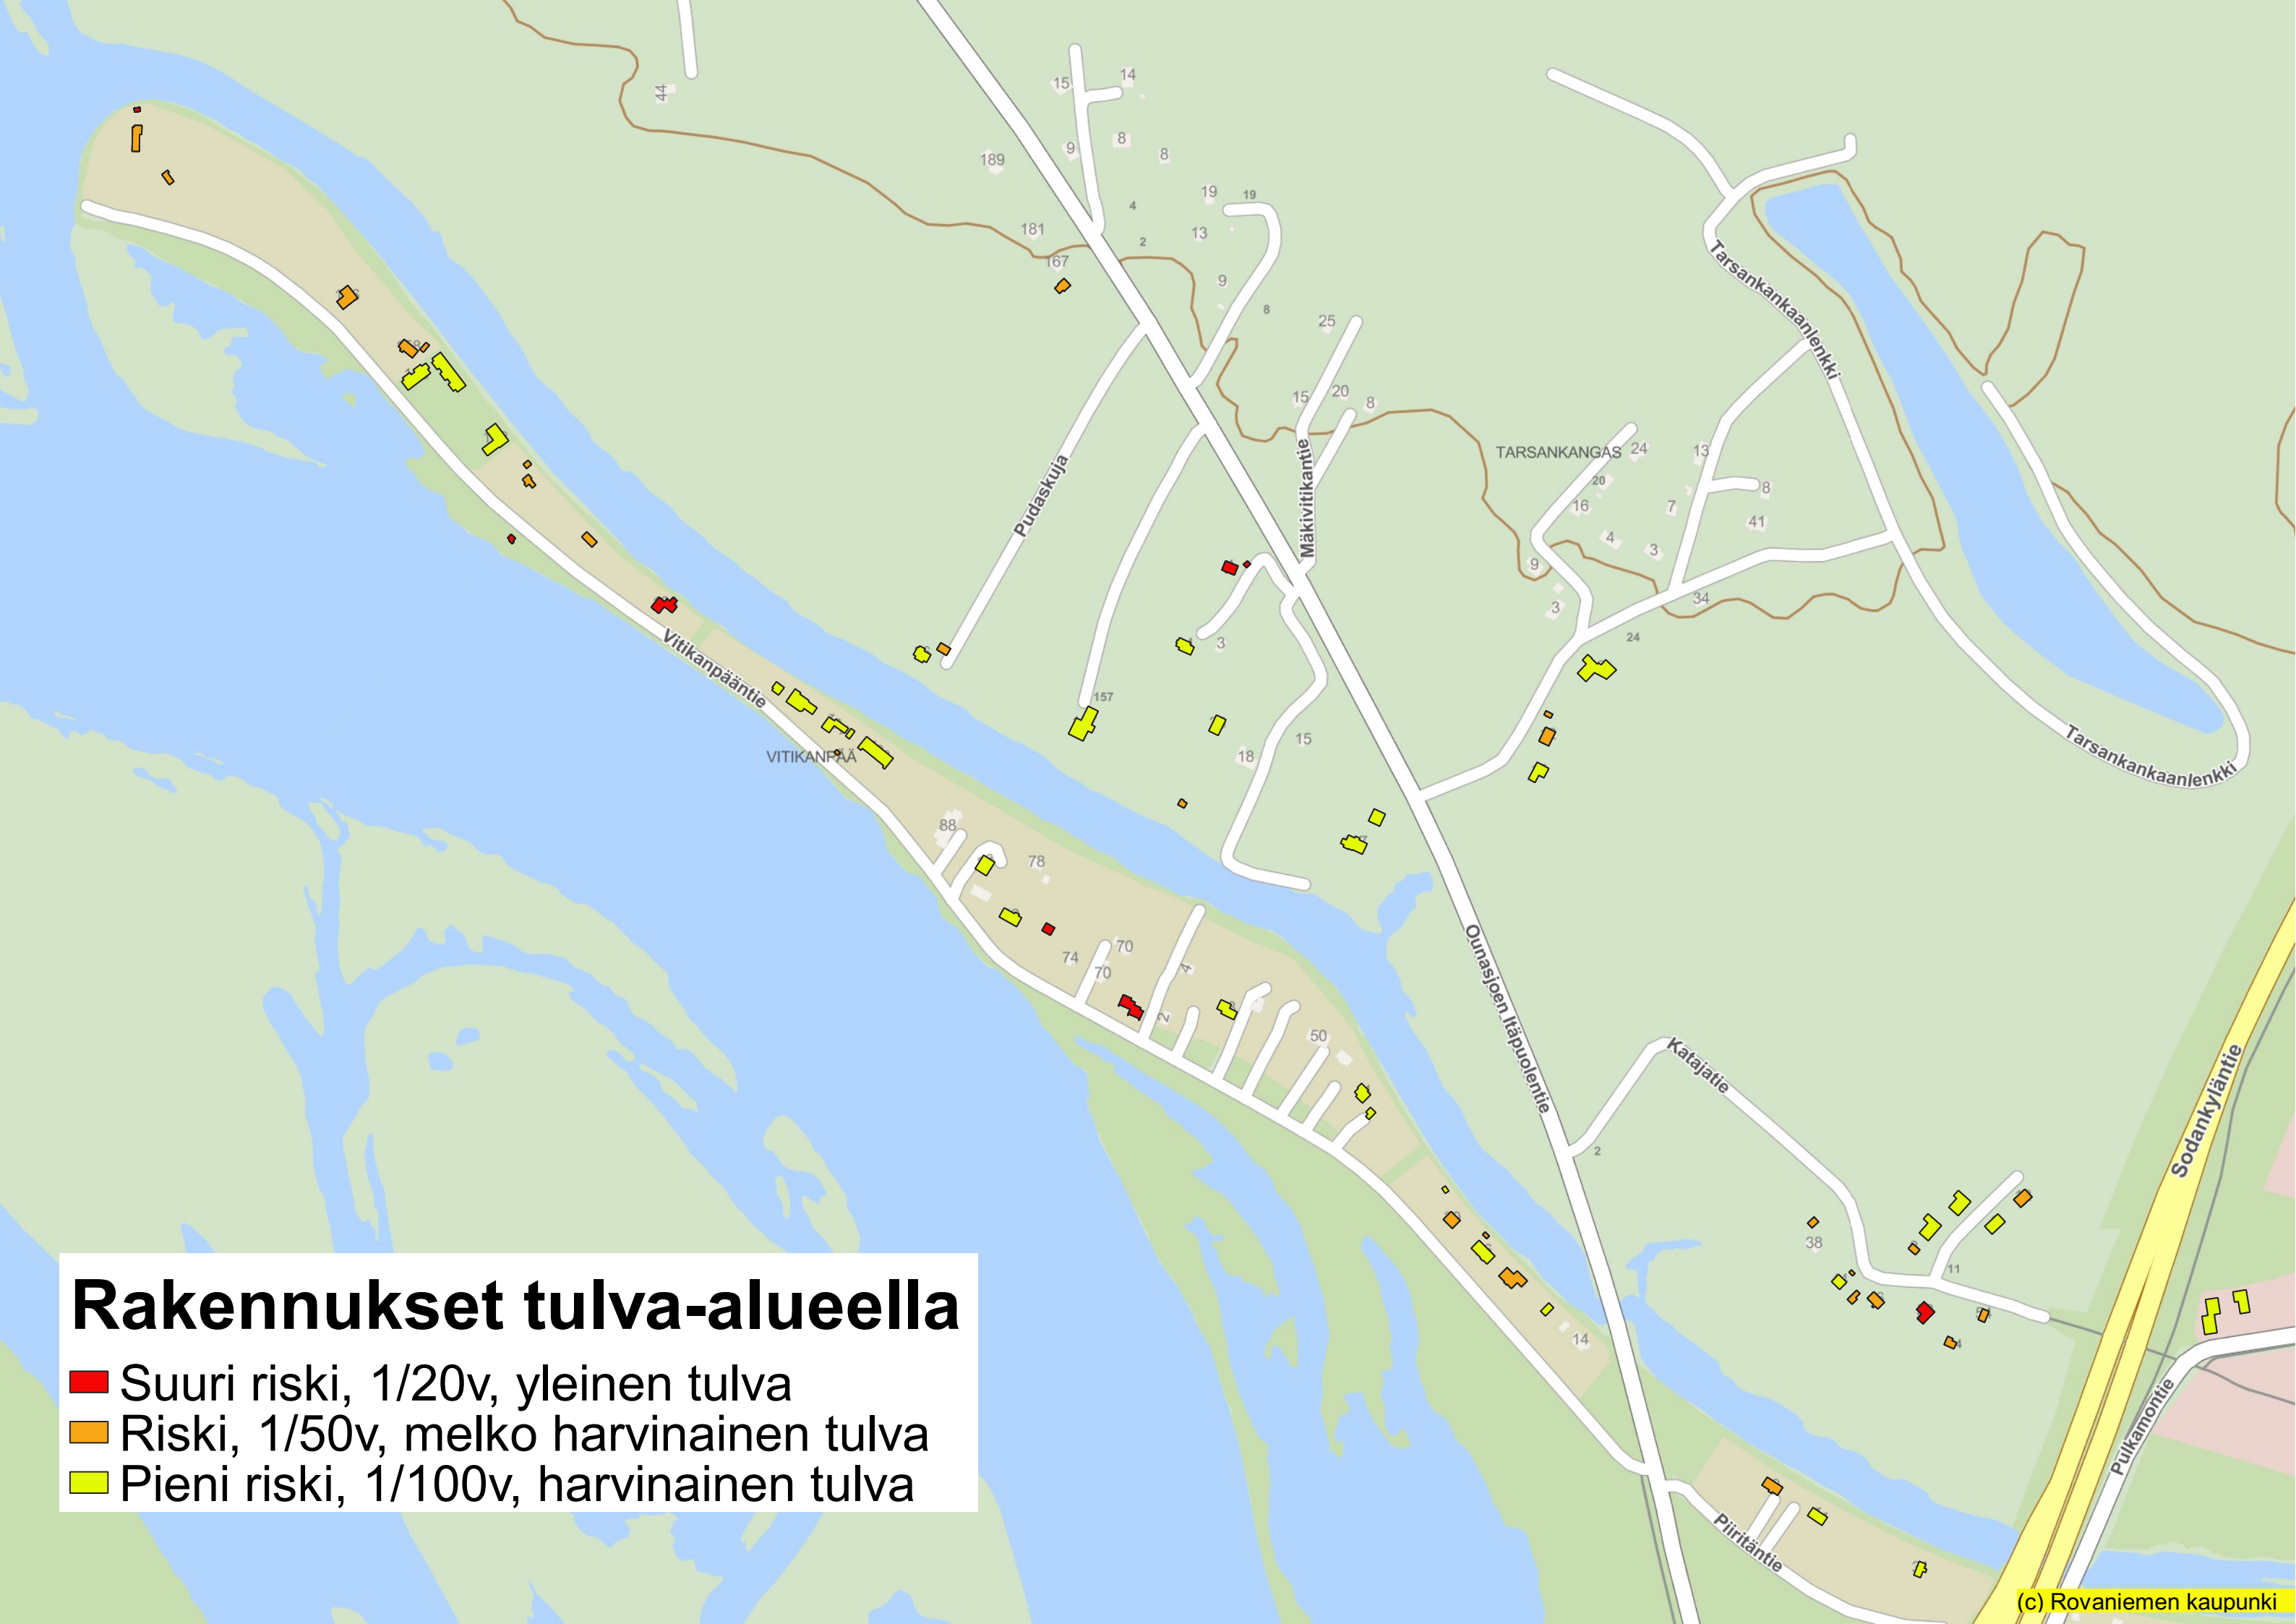 44
15
14
9
8
8
189
19
19
4
181
13
2
167
9
8
25
15
20
8
Mäkivitikantie
Pudaskuja
Tarsankankaanlenkki
TARSANKANGAS
24
13
20
8
16
7
41
4
3
9
3
34
24
3
157
Vitikanpääntie
VITIKANPÄÄ
15
18
Tarsankankaanlenkki
88
78
74
70
70
4
2
50
Ounasjoen Itäpuolentie
Katajatie
2
Sodankyläntie
38
11
14
Pulkamontie
Piiritäntie
Rakennukset tulva-alueella
Suuri riski, 1/20v, yleinen tulva
Riski, 1/50v, melko harvinainen tulva
Pieni riski, 1/100v, harvinainen tulva
(c) Rovaniemen kaupunki